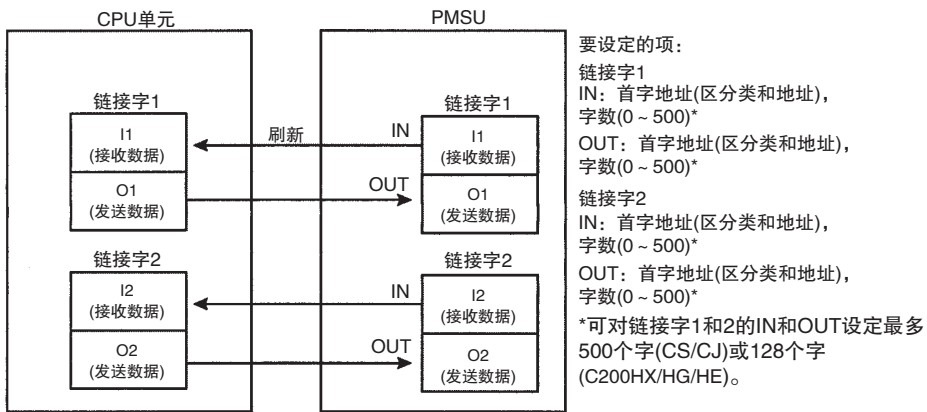 CPU单元
PMSU
链接字1
链接字1
I1
(接收数据)
刷新
IN
I1
(接收数据)
O1
(发送数据)
OUT
O1
(发送数据)
链接字2
链接字2
I2
(接收数据)
IN
I2
(接收数据)
O2
(发送数据)
OUT
O2
(发送数据)
要设定的项：
链接字1
IN：首字地址(区分类和地址)，
字数(0～500)*
OUT：首字地址(区分类和地址)，
字数(0～500)*
链接字2
IN：首字地址(区分类和地址)，
字数(0～500)*
OUT：首字地址(区分类和地址)，
字数(0～500)*
*可对链接字1和2的IN和OUT设定最多
500个字(CS/CJ)或128个字
(C200HX/HG/HE)。